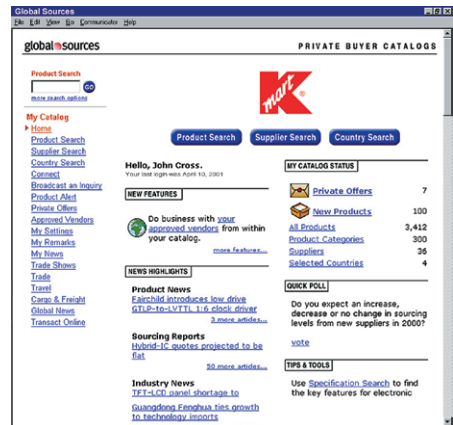 Global Sources
File Edit View Go Communicator Help
global sources
PRIVATE BUYER CATALOGS
Product Search
GO
more search options
My Catalog
Home
Product Search
Supplier Search
Country Search
Connect
Broadcast an Inquiry
Product Alert
Private Offers
Approved Vendors
My Settings
My Remarks
My News
Trade Shows
Trade
Travel
Cargo & Freight
Global News
Transact Online
K
mart
®
Product Search
Supplier Search
Country Search
Hello, John Cross.
Your last login was April 10, 2001
NEW FEATURES
Do business with your
approved vendors from within
your catalog.
more features...
NEWS HIGHLIGHTS
Product News
Fairchild introduces low drive
GTLP-to-LVTTL 1:6 clock driver
3 more articles...
Sourcing Reports
Hybrid-IC quotes projected to be
flat
50 more articles...
Industry News
TFT-LCD panel shortage to
Guangdong Fenghua ties growth
to technology imports
MY CATALOG STATUS
Private Offers 7
New Products 100
All Products 3,412
Product Categories 300
Suppliers 36
Selected Countries 4
QUICK POLL
Do you expect an increase,
decrease or no change in sourcing
levels from new suppliers in 2000?
vote
TIPS & TOOLS
Use Specification Search to find
the key features for electronic